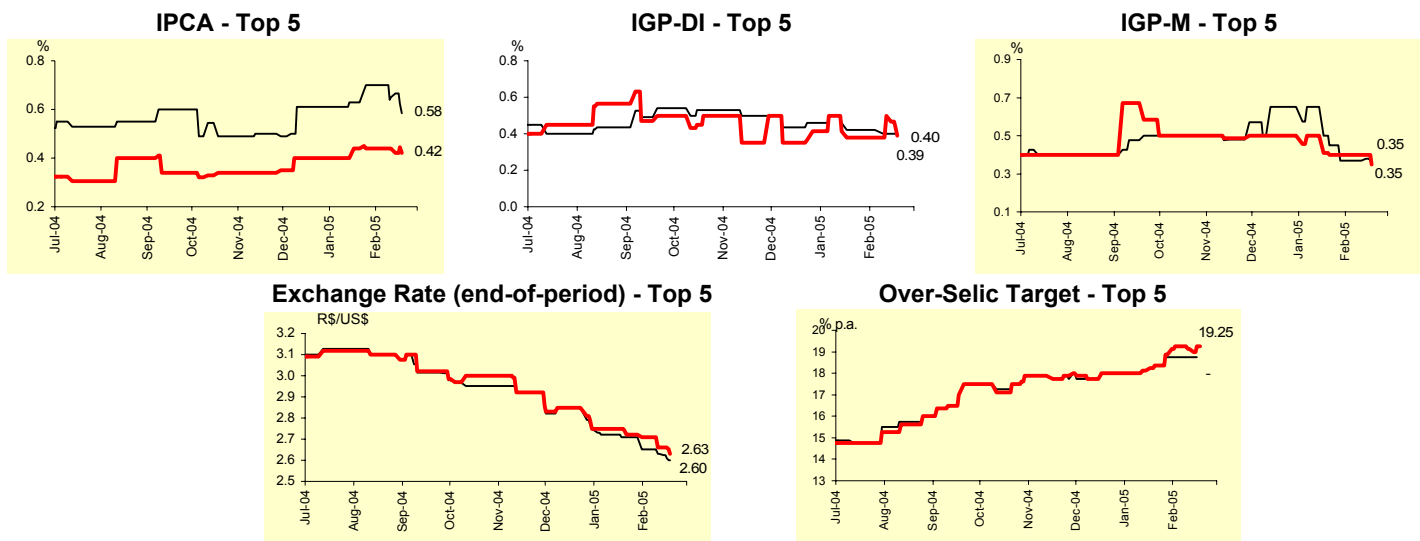 IPCA - Top 5
%
0.8
0.6
0.4
0.2
0.58
0.42
Jul-04
Aug-04
Sep-04
Oct-04
Nov-04
Dec-04
Jan-05
Feb-05
IGP-DI - Top 5
%
0.8
0.6
0.4
0.2
0.0
0.40
0.39
Jul-04
Aug-04
Sep-04
Oct-04
Nov-04
Dec-04
Jan-05
Feb-05
IGP-M - Top 5
%
0.9
0.7
0.5
0.3
0.1
0.35
0.35
Jul-04
Aug-04
Sep-04
Oct-04
Nov-04
Dec-04
Jan-05
Feb-05
Exchange Rate (end-of-period) - Top 5
R$/US$
3.2
3.1
3.0
2.9
2.8
2.7
2.6
2.5
2.63
2.60
Jul-04
Aug-04
Sep-04
Oct-04
Nov-04
Dec-04
Jan-05
Feb-05
Over-Selic Target - Top 5
% p.a.
20
19
18
17
16
15
14
13
19.25
-
Jul-04
Aug-04
Sep-04
Oct-04
Nov-04
Dec-04
Jan-05
Feb-05